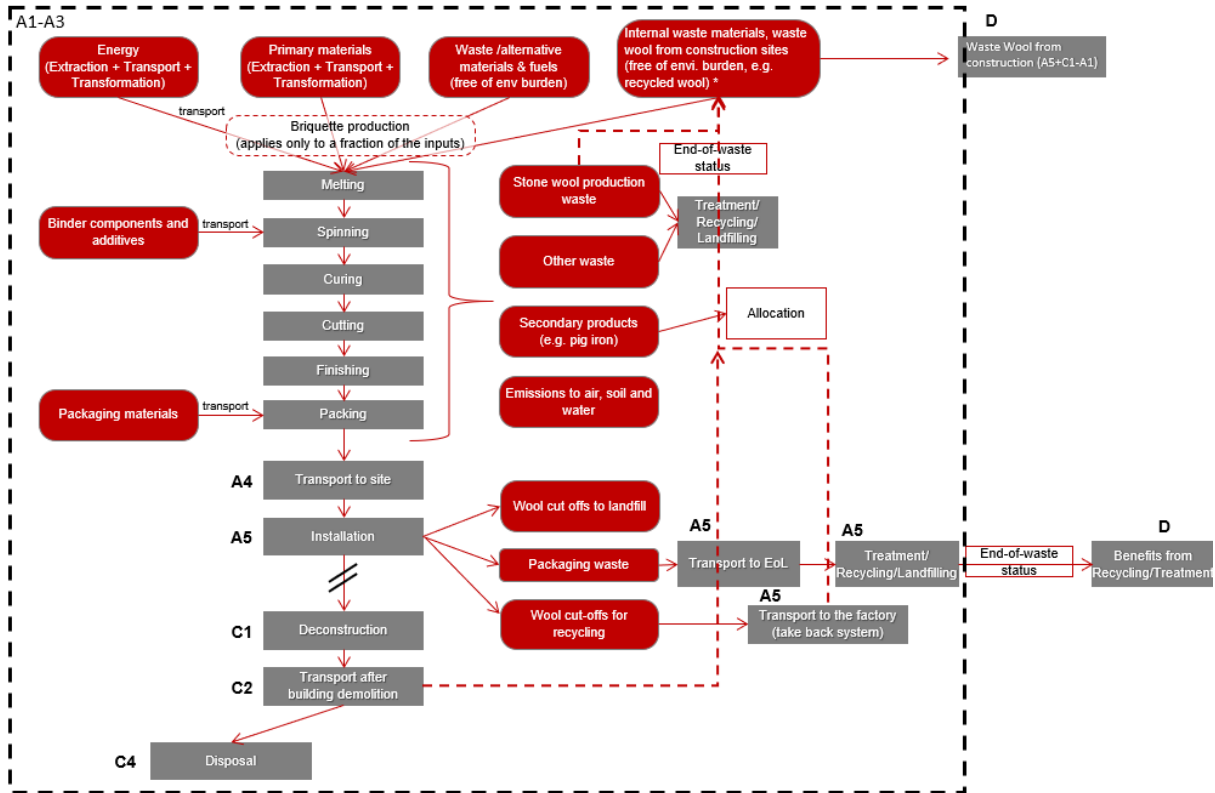 A1-A3
D
Energy
(Extraction + Transport +
Transformation)
Primary materials
(Extraction + Transport +
Transformation)
Waste /alternative
materials & fuels
(free of env burden)
Internal waste materials, waste
wool from construction sites
(free of envi. burden, e.g.
recycled wool) *
Waste Wool from
construction (A5+C1-A1)
transport
Briquette production
(applies only to a fraction of the inputs)
End-of-waste
status
Melting
Stone wool production
waste
Treatment/
Recycling/
Landfilling
Binder components and
additives
transport
Spinning
Other waste
Curing
Cutting
Secondary products
(e.g. pig iron)
Allocation
Finishing
Emissions to air, soil and
water
Packaging materials
transport
Packing
A4
Transport to site
Wool cut offs to landfill
A5
Installation
A5
A5
D
Packaging waste
Transport to EoL
Treatment/
Recycling/Landfilling
End-of-waste
status
Benefits from
Recycling/Treatment
A5
C1
Deconstruction
Wool cut-offs for
recycling
Transport to the factory
(take back system)
C2
Transport after
building demolition
C4
Disposal